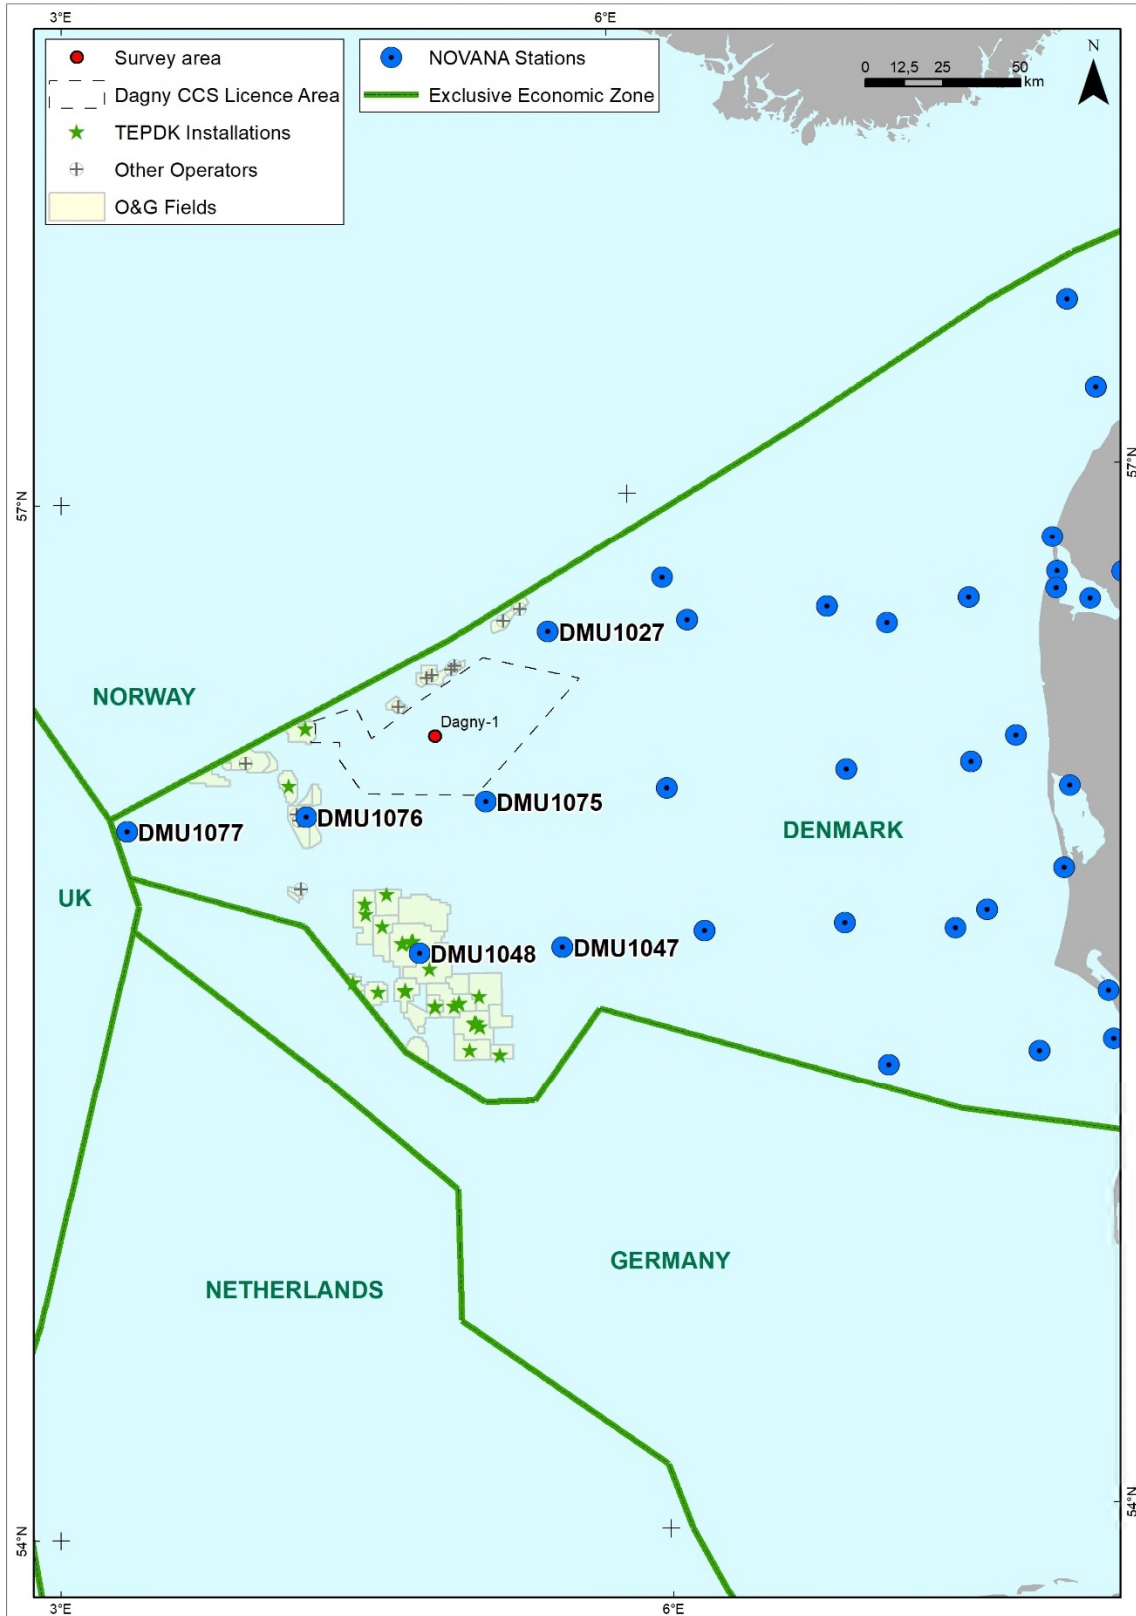 3°E
6°E
Survey area
Dagny CCS Licence Area
TEPDK Installations
Other Operators
O&G Fields
NOVANA Stations
Exclusive Economic Zone
0 12,5 25 50
km
N
57°N
57°N
DMU1027
NORWAY
Dagny-1
DMU1075
DMU1076
DMU1077
DENMARK
UK
DMU1048
DMU1047
GERMANY
NETHERLANDS
54°N
54°N
3°E
6°E